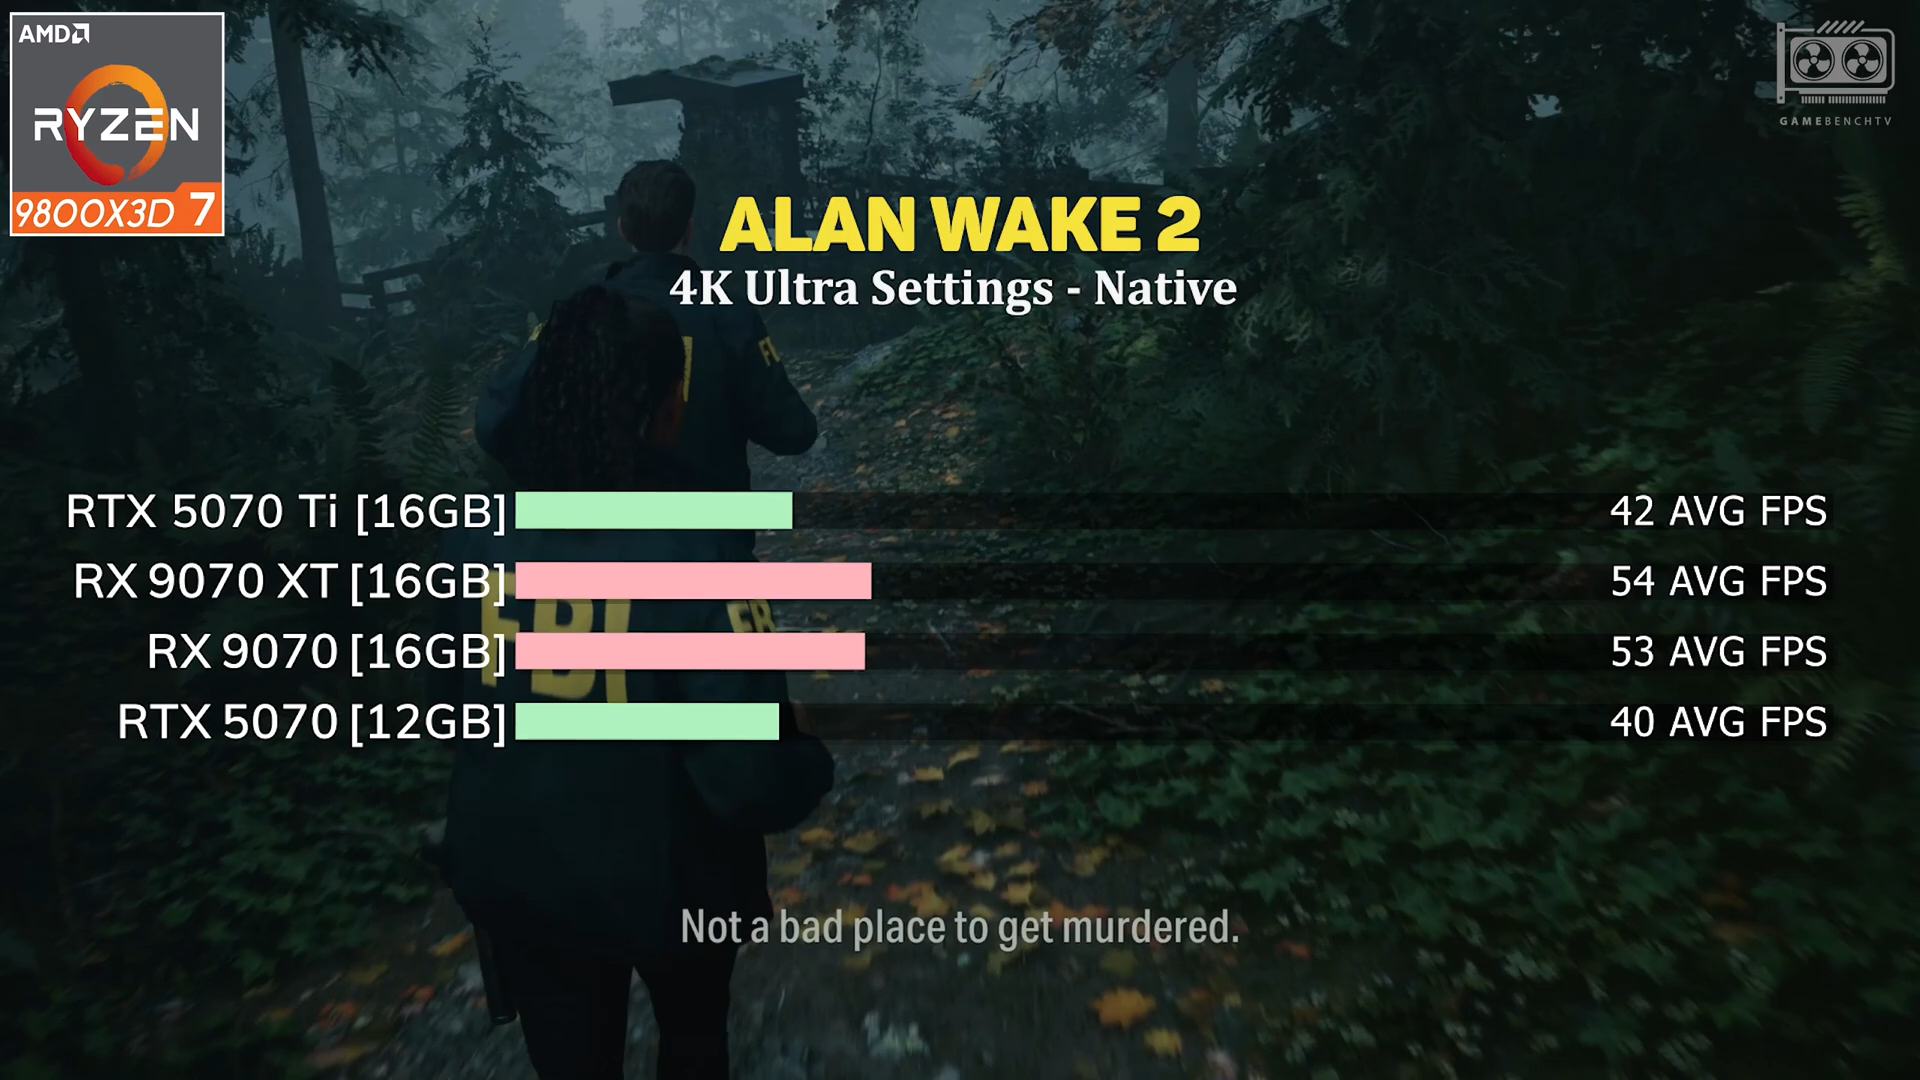 AMD
RYZEN
9800X3D 7
GAMEBENCHTV
ALAN WAKE 2
4K Ultra Settings - Native
FBI
RTX 5070 Ti [16GB] 42 AVG FPS
RX 9070 XT [16GB] 54 AVG FPS
FBI
RX 9070 [16GB] 53 AVG FPS
RTX 5070 [12GB] 40 AVG FPS
Not a bad place to get murdered.